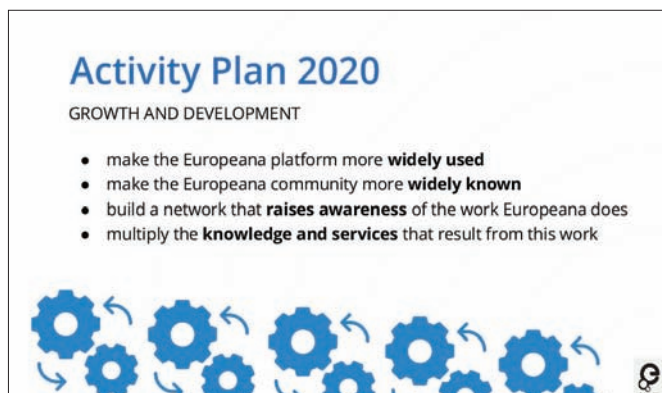 Activity Plan 2020
GROWTH AND DEVELOPMENT
● make the Europeana platform more widely used
● make the Europeana community more widely known
● build a network that raises awareness of the work Europeana does
● multiply the knowledge and services that result from this work